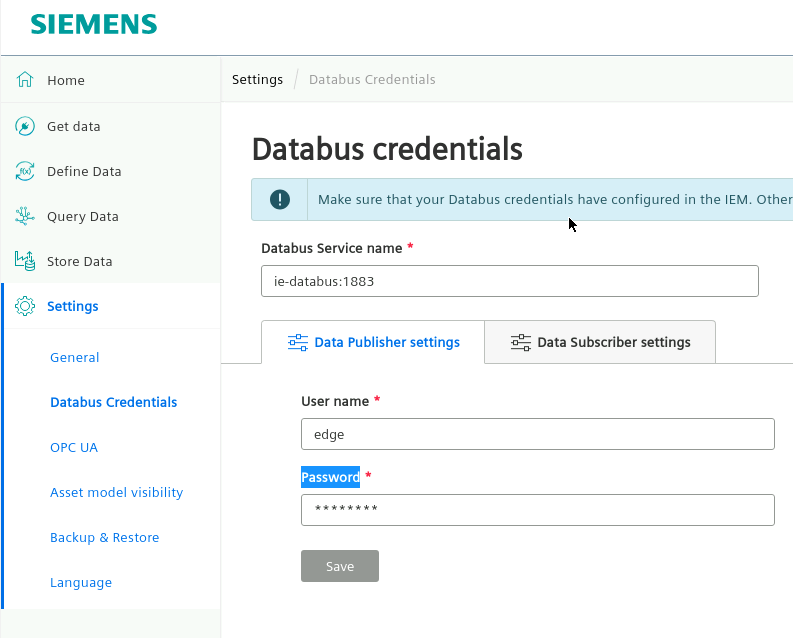 SIEMENS
Home
Get data
Define Data
Query Data
Store Data
Settings
General
Databus Credentials
OPC UA
Asset model visibility
Backup & Restore
Language
Settings / Databus Credentials
Databus credentials
! Make sure that your Databus credentials have configured in the IEM. Other
Databus Service name *
ie-databus:1883
Data Publisher settings
Data Subscriber settings
User name *
edge
Password *
********
Save